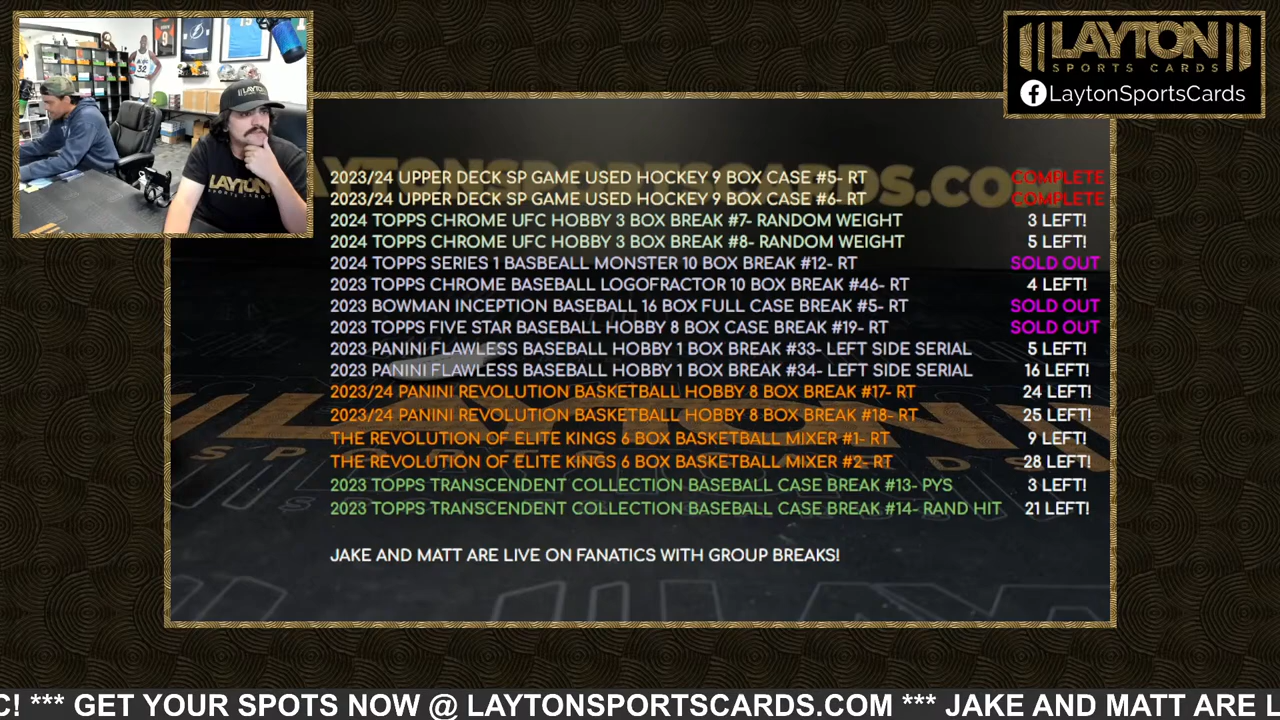 LAYTON
SPORTS CARDS
LaytonSportsCards
LAYTONSPORTSCARDS.COM
2023/24 UPPER DECK SP GAME USED HOCKEY 9 BOX CASE #5- RT COMPLETE
2023/24 UPPER DECK SP GAME USED HOCKEY 9 BOX CASE #6- RT COMPLETE
2024 TOPPS CHROME UFC HOBBY 3 BOX BREAK #7- RANDOM WEIGHT 3 LEFT!
2024 TOPPS CHROME UFC HOBBY 3 BOX BREAK #8- RANDOM WEIGHT 5 LEFT!
2024 TOPPS SERIES 1 BASBEALL MONSTER 10 BOX BREAK #12- RT SOLD OUT
2023 TOPPS CHROME BASEBALL LOGOFRACTOR 10 BOX BREAK #46- RT 4 LEFT!
2023 BOWMAN INCEPTION BASEBALL 16 BOX FULL CASE BREAK #5- RT SOLD OUT
2023 TOPPS FIVE STAR BASEBALL HOBBY 8 BOX CASE BREAK #19- RT SOLD OUT
2023 PANINI FLAWLESS BASEBALL HOBBY 1 BOX BREAK #33- LEFT SIDE SERIAL 5 LEFT!
2023 PANINI FLAWLESS BASEBALL HOBBY 1 BOX BREAK #34- LEFT SIDE SERIAL 16 LEFT!
2023/24 PANINI REVOLUTION BASKETBALL HOBBY 8 BOX BREAK #17- RT 24 LEFT!
2023/24 PANINI REVOLUTION BASKETBALL HOBBY 8 BOX BREAK #18- RT 25 LEFT!
THE REVOLUTION OF ELITE KINGS 6 BOX BASKETBALL MIXER #1- RT 9 LEFT!
THE REVOLUTION OF ELITE KINGS 6 BOX BASKETBALL MIXER #2- RT 28 LEFT!
2023 TOPPS TRANSCENDENT COLLECTION BASEBALL CASE BREAK #13- PYS 3 LEFT!
2023 TOPPS TRANSCENDENT COLLECTION BASEBALL CASE BREAK #14- RAND HIT 21 LEFT!
JAKE AND MATT ARE LIVE ON FANATICS WITH GROUP BREAKS!
C! *** GET YOUR SPOTS NOW @ LAYTONSPORTSCARDS.COM *** JAKE AND MATT ARE L